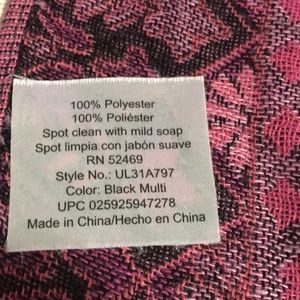 100% Polyester
100% Poliéster
Spot clean with mild soap
Spot limpia con jabón suave
RN 52469
Style No.: UL31A797
Color: Black Multi
UPC 025925947278
Made in China/Hecho en China